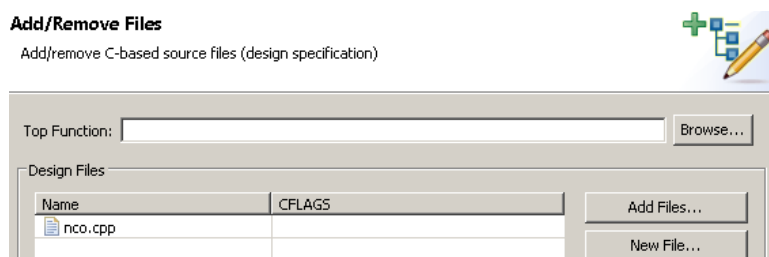 Add/Remove Files
Add/remove C-based source files (design specification)
Top Function:
Browse...
Design Files
Name CFLAGS Add Files...
nco.cpp
New File...